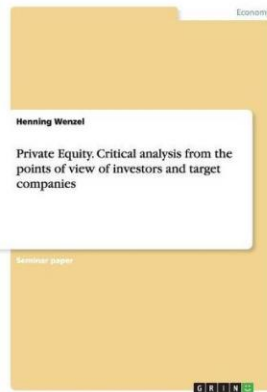 Econom
Henning Wenzel
Private Equity. Critical analysis from the
points of view of investors and target
companies
Seminar paper
GRIN